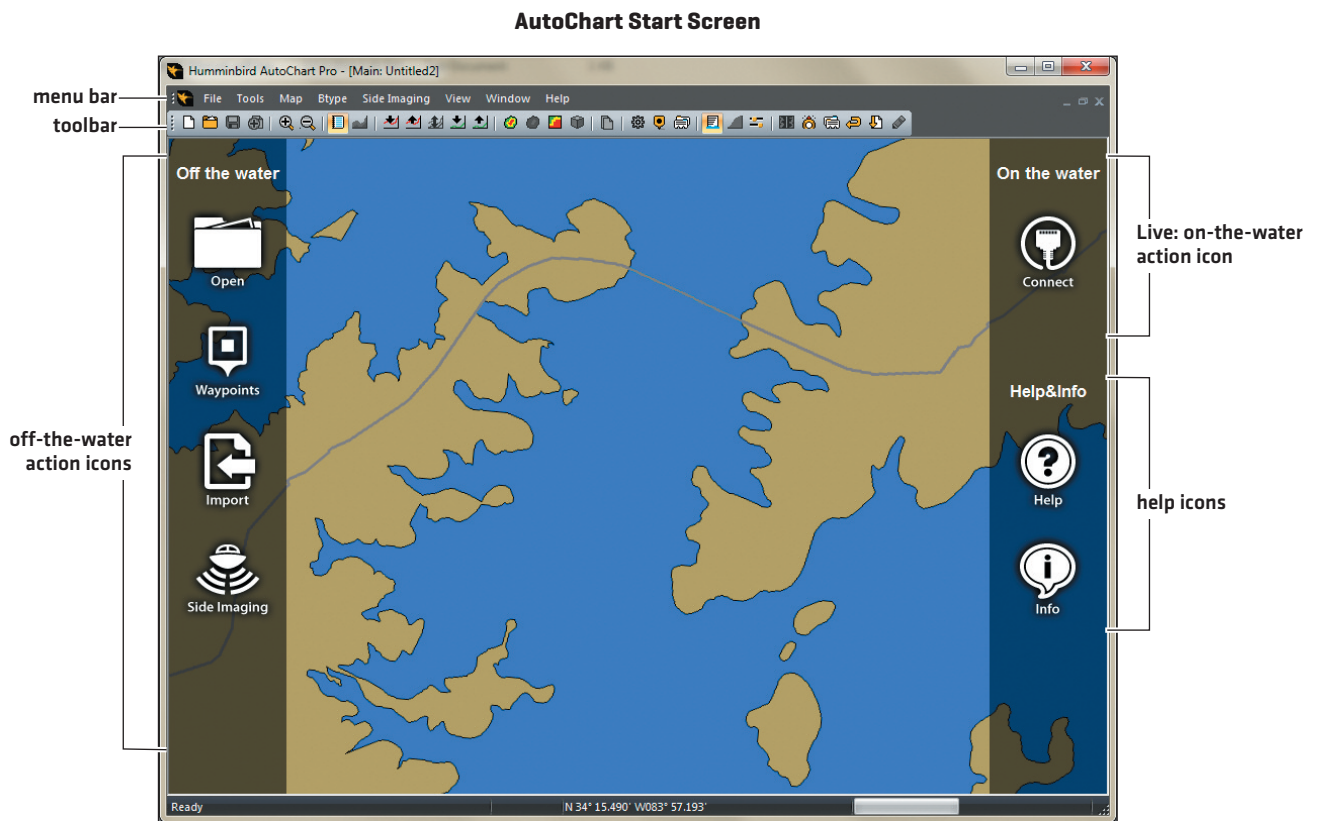 AutoChart Start Screen
Humminbird AutoChart Pro - [Main: Untitled2]
menu bar
File Tools Map Btype Side Imaging View Window Help
toolbar
Off the water
Open
Waypoints
Import
Side Imaging
off-the-water
action icons
On the water
Connect
Live: on-the-water
action icon
Help&Info
Help
Info
help icons
Ready
N 34° 15.490' W083° 57.193'